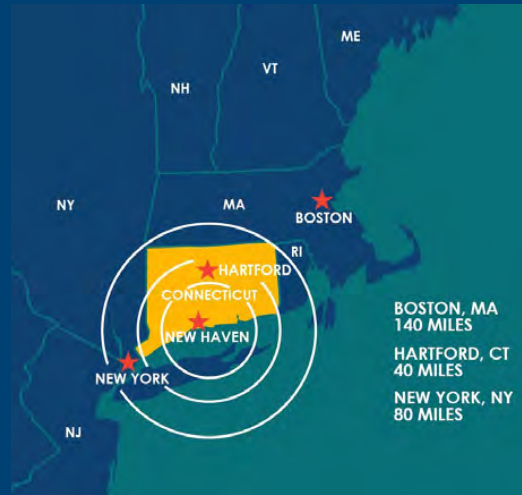 ME
VT
NH
NY
MA
BOSTON
RI
HARTFORD
CONNECTICUT
NEW HAVEN
NEW YORK
NJ
BOSTON, MA
140 MILES
HARTFORD, CT
40 MILES
NEW YORK, NY
80 MILES